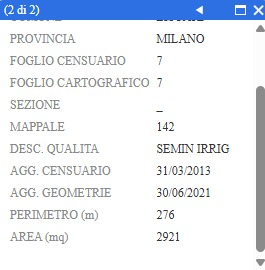 (2 di 2)
PROVINCIA MILANO
FOGLIO CENSUARIO 7
FOGLIO CARTOGRAFICO 7
SEZIONE _
MAPPALE 142
DESC. QUALITA SEMIN IRRIG
AGG. CENSUARIO 31/03/2013
AGG. GEOMETRIE 30/06/2021
PERIMETRO (m) 276
AREA (mq) 2921